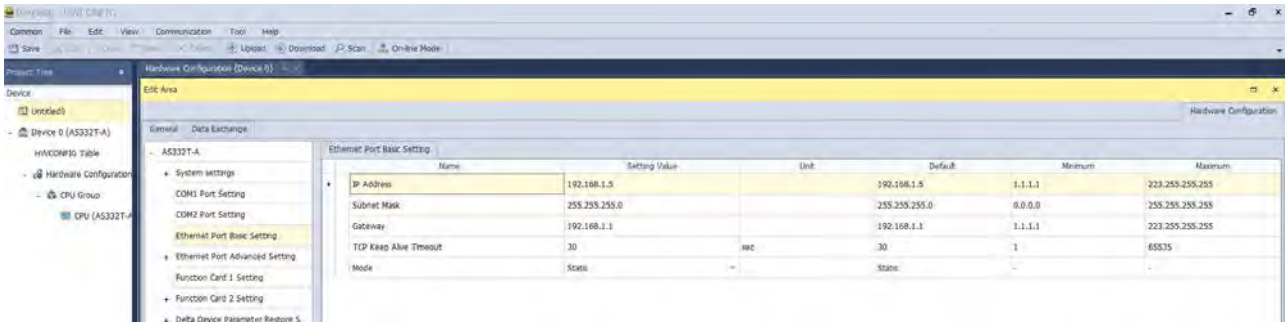 HWCONFIG
Common File Edit View Communication Tool Help
Save Upload Download Scan On-line Mode
Project Tree
Hardware Configuration (Device 0)
Device
Edit Area
Untitled0
Hardware Configuration
General Data Exchange
Device 0 (AS332T-A)
HWCONFIG Table
Hardware Configuration
CPU Group
CPU (AS332T-A
AS332T-A
System settings
COM1 Port Setting
COM2 Port Setting
Ethernet Port Basic Setting
Ethernet Port Advanced Setting
Function Card 1 Setting
Function Card 2 Setting
Delta Device Parameter Restore S
Ethernet Port Basic Setting
Name Setting Value Unit Default Minimum Maximum
IP Address 192.168.1.5 192.168.1.5 1.1.1.1 223.255.255.255
Subnet Mask 255.255.255.0 255.255.255.0 0.0.0.0 255.255.255.255
Gateway 192.168.1.1 192.168.1.1 1.1.1.1 223.255.255.255
TCP Keep Alive Timeout 30 sec 30 1 65535
Mode Static Static - -